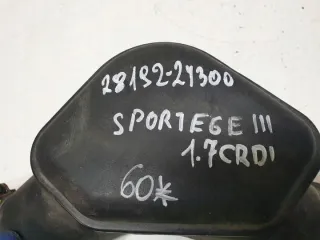 28192-2Y300
SPORTEGE III
1.7CRDI
60*